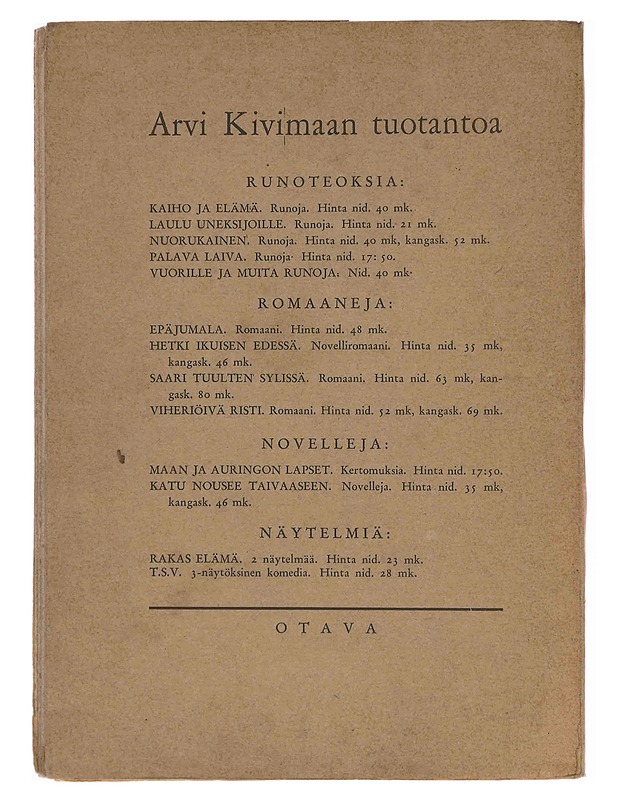 Arvi Kivimaan tuotantoa
RUNOTEOKSIA:
KAIHO JA ELÄMÄ. Runoja. Hinta nid. 40 mk.
LAULU UNEKSIJOILLE. Runoja. Hinta nid. 21 mk.
NUORUKAINEN. Runoja. Hinta nid. 40 mk, kangask. 52 mk.
PALAVA LAIVA. Runoja. Hinta nid. 17: 50.
VUORILLE JA MUITA RUNOJA. Nid. 40 mk.
ROMAANEJA:
EPÄJUMALA. Romaani. Hinta nid. 48 mk.
HETKI IKUISEN EDESSÄ. Novelliromaani. Hinta nid. 35 mk,
kangask. 46 mk.
SAARI TUULTEN SYLISSÄ. Romaani. Hinta nid. 63 mk, kan-
gask. 80 mk.
VIHERIÖIVÄ RISTI. Romaani. Hinta nid. 52 mk, kangask. 69 mk.
NOVELLEJA:
MAAN JA AURINGON LAPSET. Kertomuksia. Hinta nid. 17:50.
KATU NOUSEE TAIVAASEEN. Novelleja. Hinta nid. 35 mk,
kangask. 46 mk.
NÄYTELMIÄ:
RAKAS ELÄMÄ. 2 näytelmää. Hinta nid. 23 mk.
T.S.V. 3-näytöksinen komedia. Hinta nid. 28 mk.
OTAVA